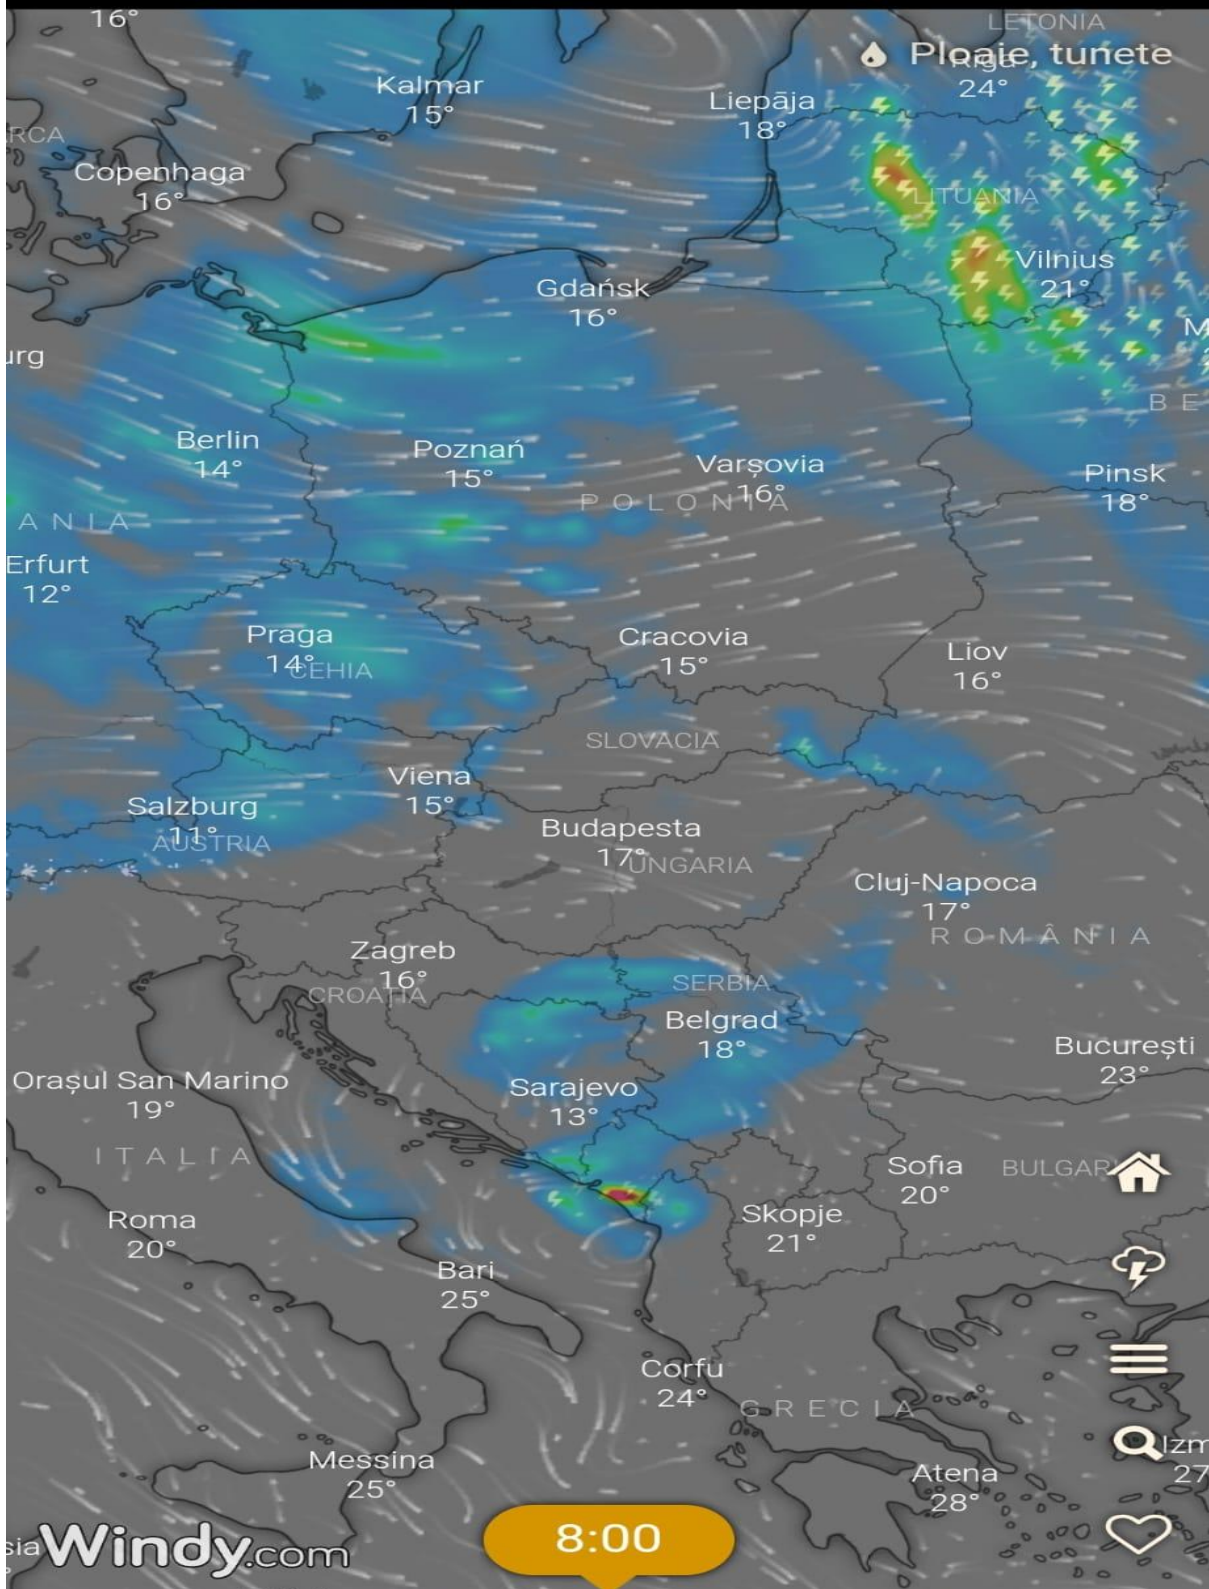 16°
LETONIA
Ploaie, tunete
Riga
24°
Kalmar
15°
Liepāja
18°
RCA
Copenhaga
16°
LITUANIA
Vilnius
21°
Gdańsk
16°
M
urg
BE
Berlin
14°
Poznań
15°
Varșovia
16°
POLONIA
Pinsk
18°
ANIA
Erfurt
12°
Praga
14°
CEHIA
Cracovia
15°
Liov
16°
SLOVACIA
Viena
15°
Salzburg
11°
AUSTRIA
Budapesta
17°
UNGARIA
Cluj-Napoca
17°
ROMÂNIA
Zagreb
16°
CROAȚIA
SERBIA
Belgrad
18°
București
23°
Orașul San Marino
19°
Sarajevo
13°
ITALIA
Sofia
20°
BULGAR
Roma
20°
Skopje
21°
Bari
25°
Corfu
24°
GRECIA
Messina
25°
Atena
28°
Izm
27
sia
Windy.com
8:00